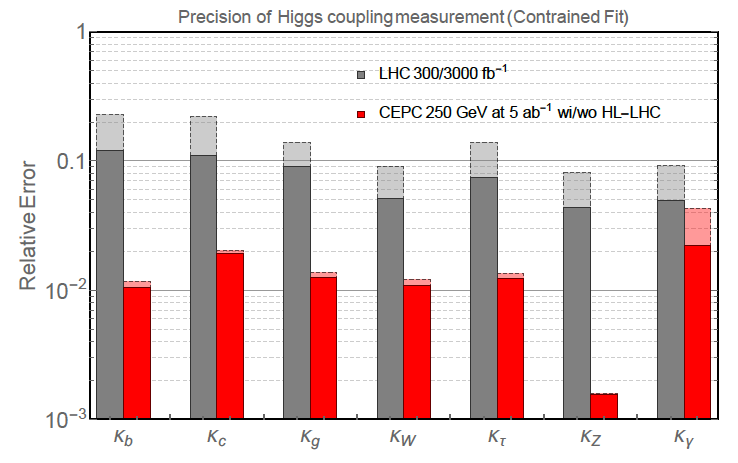 Precision of Higgs coupling measurement (Contrained Fit)
LHC 300/3000 fb⁻¹
CEPC 250 GeV at 5 ab⁻¹ wi/wo HL−LHC
Relative Error
1
0.1
10⁻²
10⁻³
κb κc κg κW κτ κZ κγ